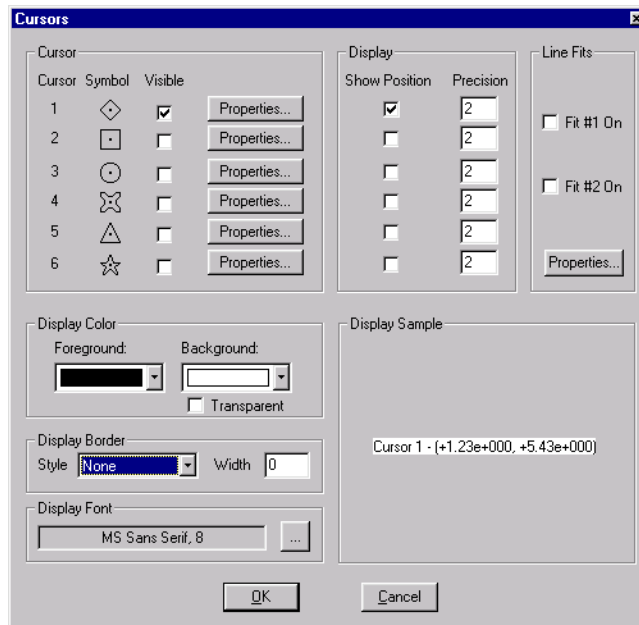 Cursors
Cursor
Cursor Symbol Visible
1 Properties...
2 Properties...
3 Properties...
4 Properties...
5 Properties...
6 Properties...
Display
Show Position Precision
2
2
2
2
2
2
Line Fits
Fit #1 On
Fit #2 On
Properties...
Display Color
Foreground: Background:
Transparent
Display Border
Style None Width 0
Display Font
MS Sans Serif, 8 ...
Display Sample
Cursor 1 - (+1.23e+000, +5.43e+000)
OK Cancel